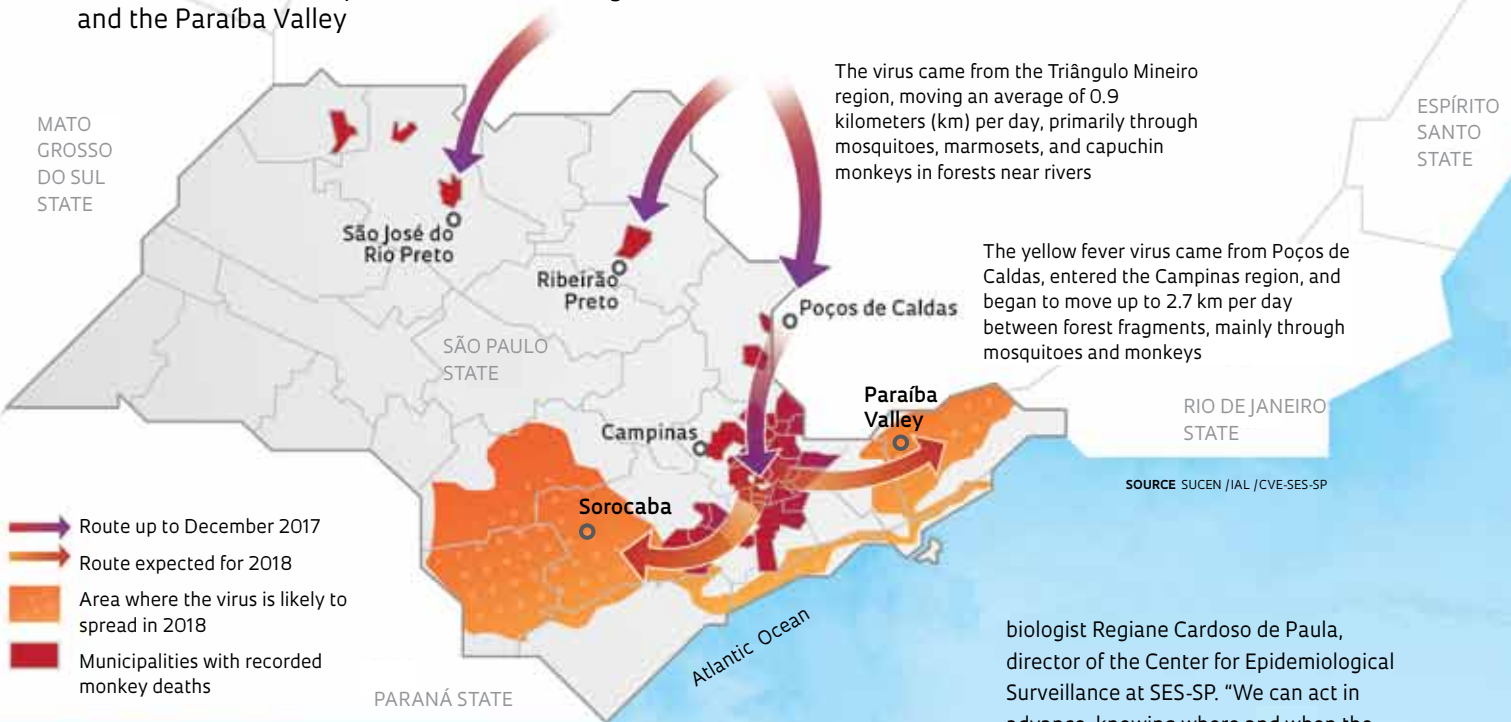 and the Paraíba Valley
The virus came from the Triângulo Mineiro
region, moving an average of 0.9
kilometers (km) per day, primarily through
mosquitoes, marmosets, and capuchin
monkeys in forests near rivers
MATO
GROSSO
DO SUL
STATE
ESPÍRITO
SANTO
STATE
São José do
Rio Preto
Ribeirão
Preto
The yellow fever virus came from Poços de
Caldas, entered the Campinas region, and
began to move up to 2.7 km per day
between forest fragments, mainly through
mosquitoes and monkeys
Poços de Caldas
SÃO PAULO
STATE
Paraíba
Valley
RIO DE JANEIRO
STATE
Campinas
SOURCE SUCEN /IAL /CVE-SES-SP
Sorocaba
Route up to December 2017
Route expected for 2018
Area where the virus is likely to
spread in 2018
Municipalities with recorded
monkey deaths
Atlantic Ocean
PARANÁ STATE
biologist Regiane Cardoso de Paula,
director of the Center for Epidemiological
Surveillance at SES-SP. “We can act in
advance, knowing where and when the